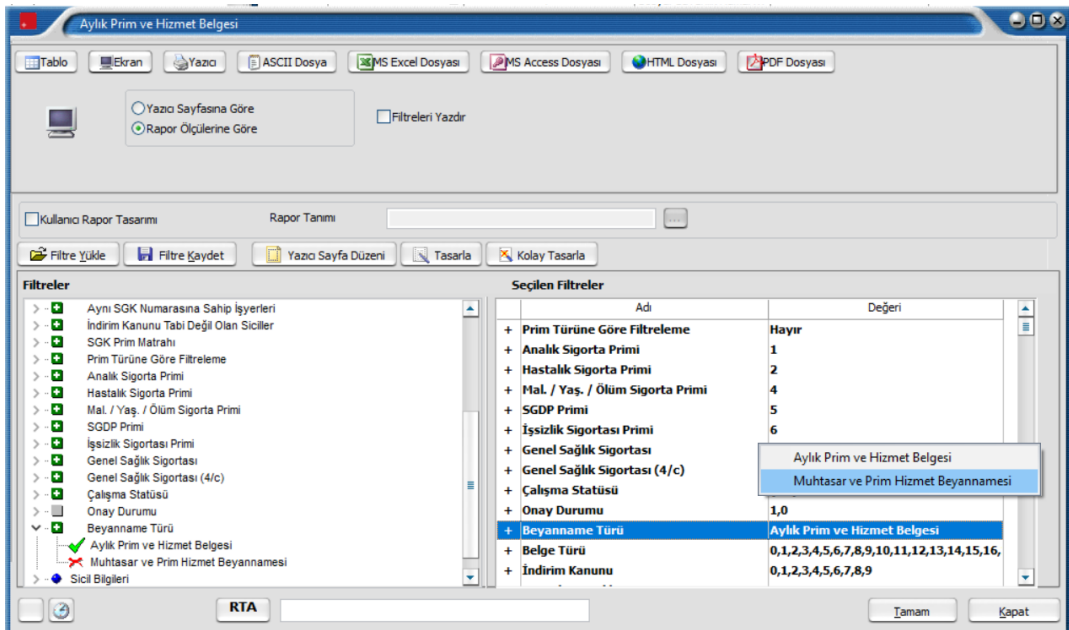 Aylık Prim ve Hizmet Belgesi
Tablo Ekran Yazıcı ASCII Dosya MS Excel Dosyası MS Access Dosyası HTML Dosyası PDF Dosyası
Yazıcı Sayfasına Göre
Filtreleri Yazdır
Rapor Ölçülerine Göre
Kullanıcı Rapor Tasarımı Rapor Tanımı ...
Filtre Yükle Filtre Kaydet Yazıcı Sayfa Düzeni Tasarla Kolay Tasarla
Filtreler
Aynı SGK Numarasına Sahip İşyerleri
İndirim Kanunu Tabi Değil Olan Siciller
SGK Prim Matrahı
Prim Türüne Göre Filtreleme
Analık Sigorta Primi
Hastalık Sigorta Primi
Mal. / Yaş. / Ölüm Sigorta Primi
SGDP Primi
İşsizlik Sigortası Primi
Genel Sağlık Sigortası
Genel Sağlık Sigortası (4/c)
Çalışma Statüsü
Onay Durumu
Beyanname Türü
Aylık Prim ve Hizmet Belgesi
Muhtasar ve Prim Hizmet Beyannamesi
Sicil Bilgileri
Seçilen Filtreler
Adı Değeri
+ Prim Türüne Göre Filtreleme Hayır
+ Analık Sigorta Primi 1
+ Hastalık Sigorta Primi 2
+ Mal. / Yaş. / Ölüm Sigorta Primi 4
+ SGDP Primi 5
+ İşsizlik Sigortası Primi 6
+ Genel Sağlık Sigortası
+ Genel Sağlık Sigortası (4/c)
+ Çalışma Statüsü
+ Onay Durumu 1,0
+ Beyanname Türü Aylık Prim ve Hizmet Belgesi
+ Belge Türü 0,1,2,3,4,5,6,7,8,9,10,11,12,13,14,15,16,
+ İndirim Kanunu 0,1,2,3,4,5,6,7,8,9
Aylık Prim ve Hizmet Belgesi
Muhtasar ve Prim Hizmet Beyannamesi
RTA Tamam Kapat